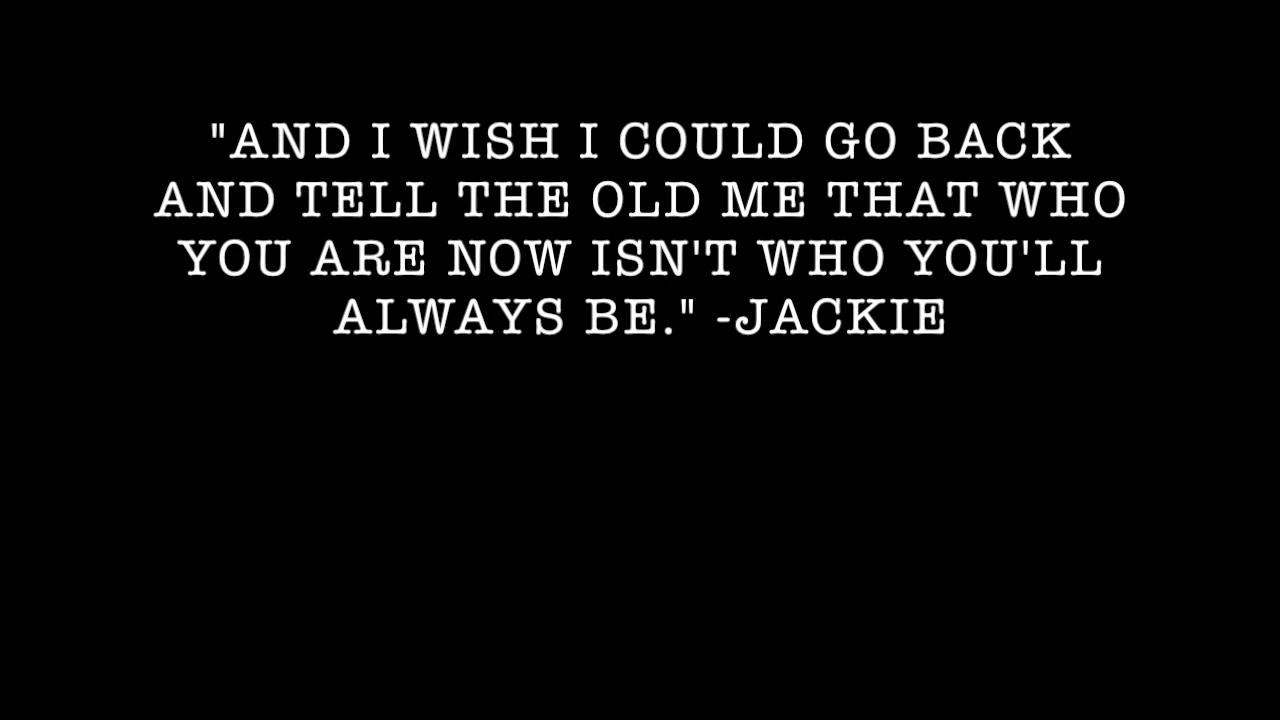 "AND I WISH I COULD GO BACK
AND TELL THE OLD ME THAT WHO
YOU ARE NOW ISN'T WHO YOU'LL
ALWAYS BE." -JACKIE